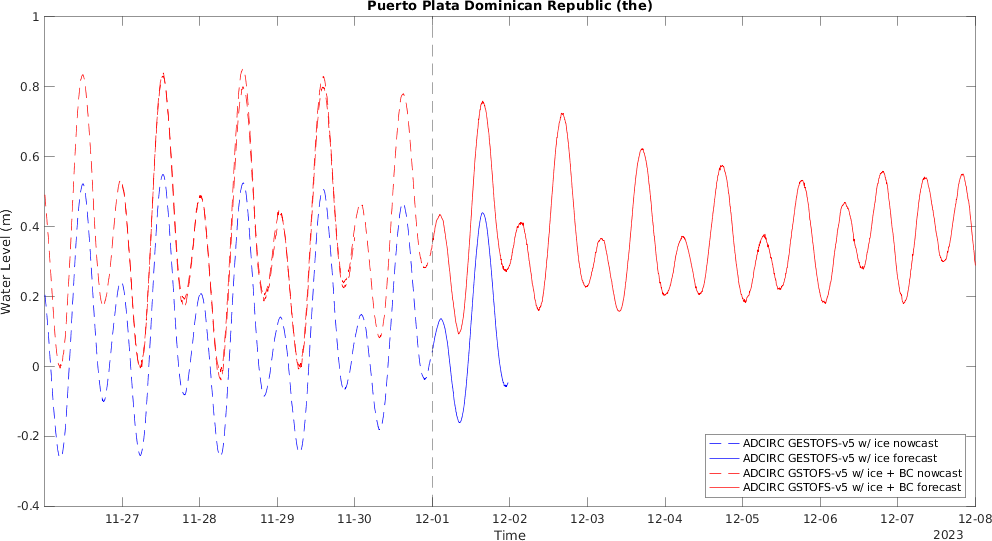 Puerto Plata Dominican Republic (the)
1
0.8
0.6
0.4
0.2
0
-0.2
-0.4
Water Level (m)
ADCIRC GESTOFS-v5 w/ ice nowcast
ADCIRC GESTOFS-v5 w/ ice forecast
ADCIRC GSTOFS-v5 w/ ice + BC nowcast
ADCIRC GSTOFS-v5 w/ ice + BC forecast
11-27 11-28 11-29 11-30 12-01 12-02 12-03 12-04 12-05 12-06 12-07 12-08
Time
2023